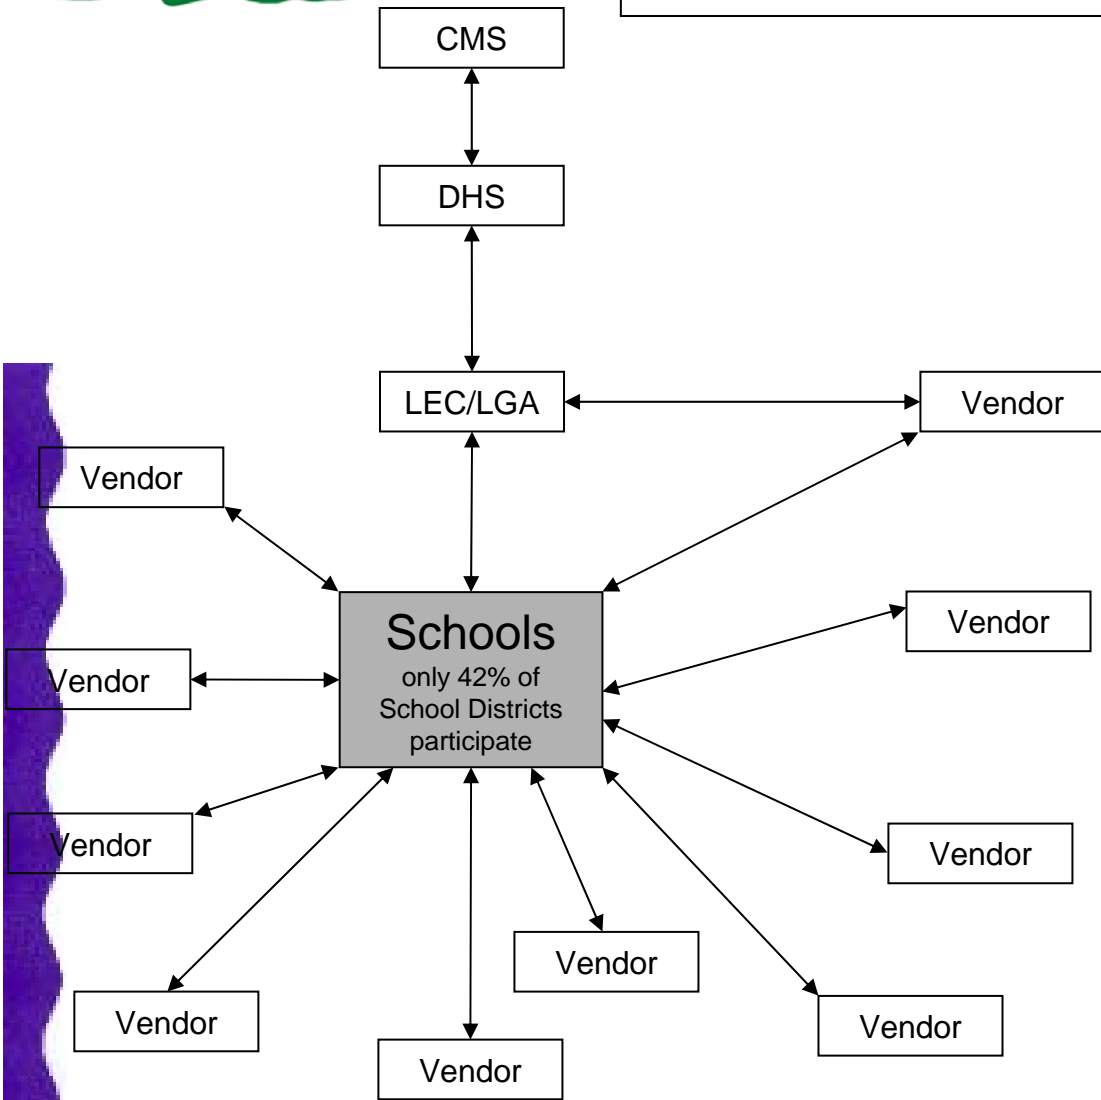 CMS
DHS
LEC/LGA
Vendor
Vendor
Schools
only 42% of
School Districts
participate
Vendor
Vendor
Vendor
Vendor
Vendor
Vendor
Vendor
Vendor